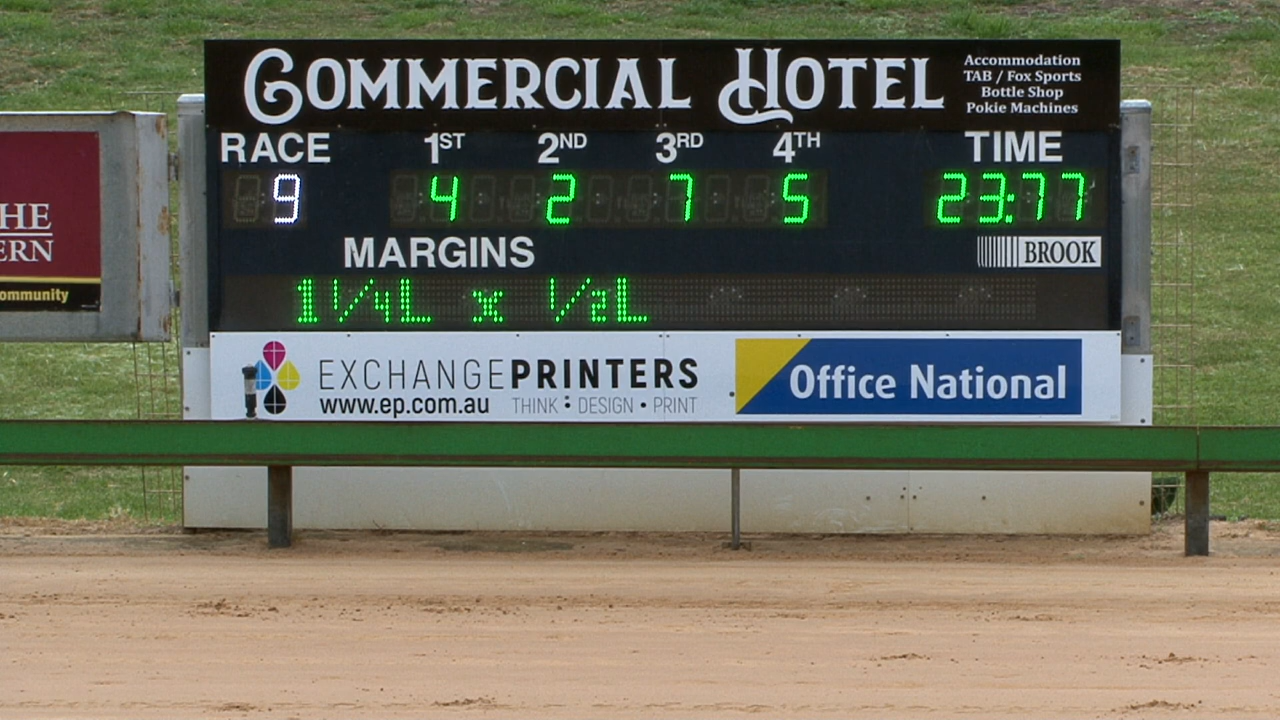 COMMERCIAL HOTEL
Accommodation
TAB / Fox Sports
Bottle Shop
Pokie Machines
RACE 1ST 2ND 3RD 4TH TIME
9 4 2 7 5 23:77
MARGINS
BROOK
1 1/4L x 1/2L
HE
ERN
ommunity
EXCHANGEPRINTERS
www.ep.com.au THINK : DESIGN • PRINT
Office National